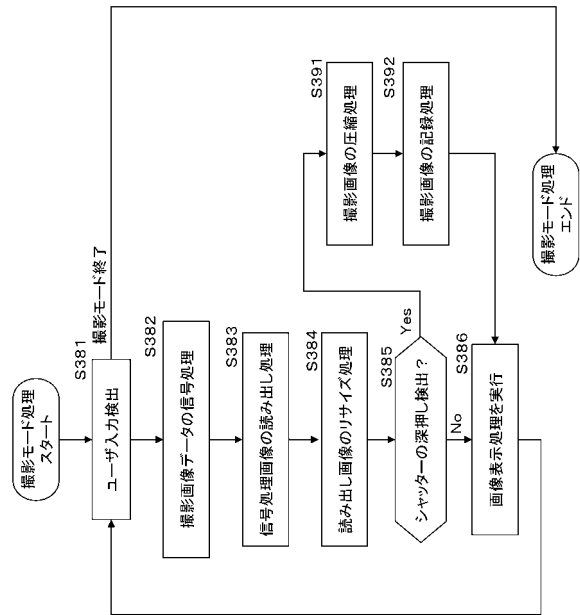 撮影モード処理
スタート
S381
ユーザ入力検出
撮影モード終了
S382
撮影画像データの信号処理
S383
信号処理画像の読み出し処理
S384
読み出し画像のリサイズ処理
S385
シャッターの深押し検出?
Yes
No
S391
撮影画像の圧縮処理
S392
撮影画像の記録処理
S386
画像表示処理を実行
撮影モード処理
エンド